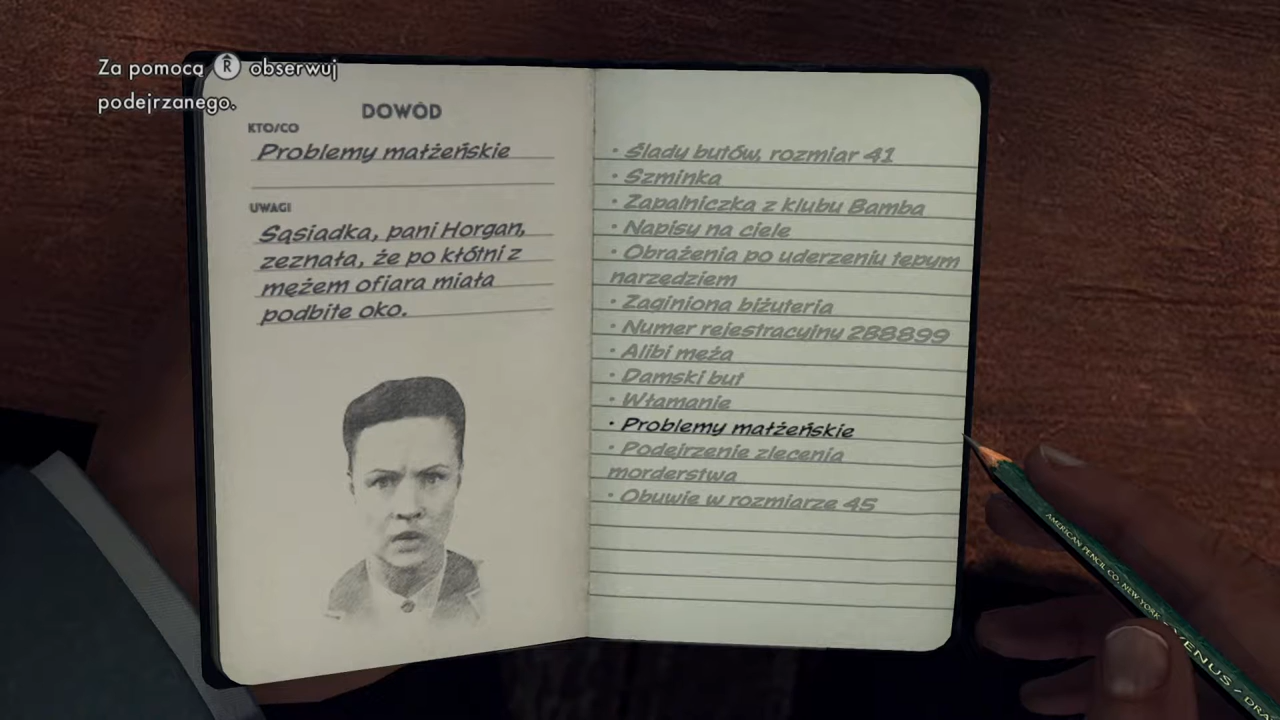 Za pomocą R obserwuj
podejrzanego.
DOWÓD
KTO/CO
Problemy małżeńskie
UWAGI
Sąsiadka, pani Horgan,
zeznała, że po kłótni z
mężem ofiara miała
podbite oko.
• Ślady butów, rozmiar 41
• Szminka
• Zapalniczka z klubu Bamba
• Napisy na ciele
• Obrażenia po uderzeniu tępym
narzędziem
• Zaginiona biżuteria
• Numer rejestracyjny 2B8899
• Alibi męża
• Damski but
• Włamanie
• Problemy małżeńskie
• Podejrzenie zlecenia
morderstwa
• Obuwie w rozmiarze 45
AMERICAN PENCIL CO. NEW YORK VENUS / DRA